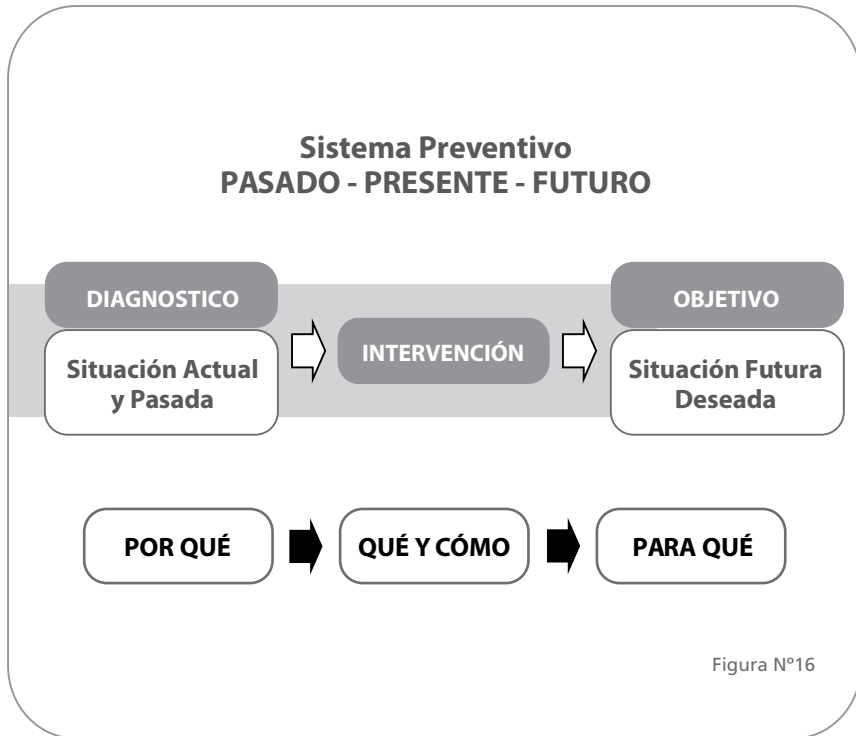 Sistema Preventivo
PASADO - PRESENTE - FUTURO
DIAGNOSTICO
Situación Actual
y Pasada
INTERVENCIÓN
OBJETIVO
Situación Futura
Deseada
POR QUÉ
QUÉ Y CÓMO
PARA QUÉ
Figura Nº16